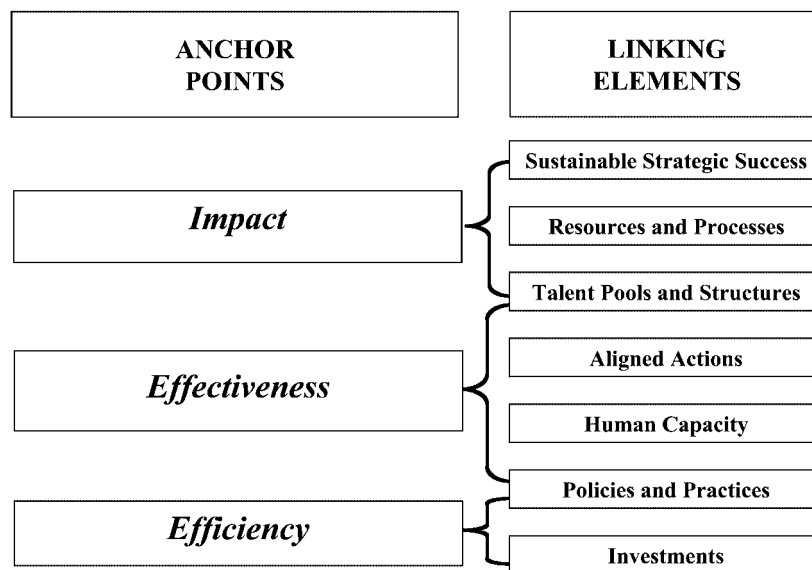 ANCHOR
POINTS
LINKING
ELEMENTS
Sustainable Strategic Success
Impact
Resources and Processes
Talent Pools and Structures
Effectiveness
Aligned Actions
Human Capacity
Policies and Practices
Efficiency
Investments